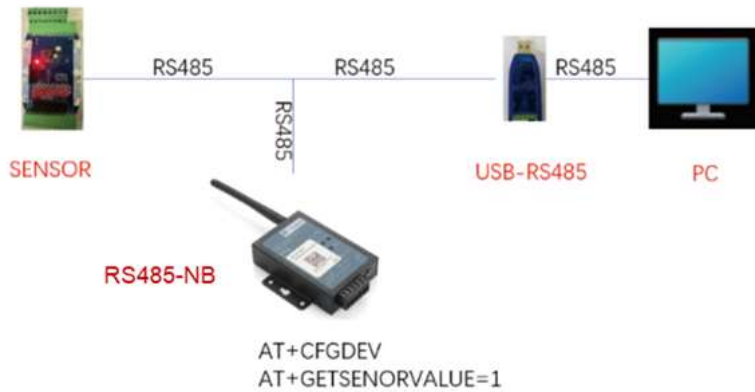 RS485 RS485 RS485
RS485
SENSOR USB-RS485 PC
RS485-NB
AT+CFGDEV
AT+GETSENORVALUE=1